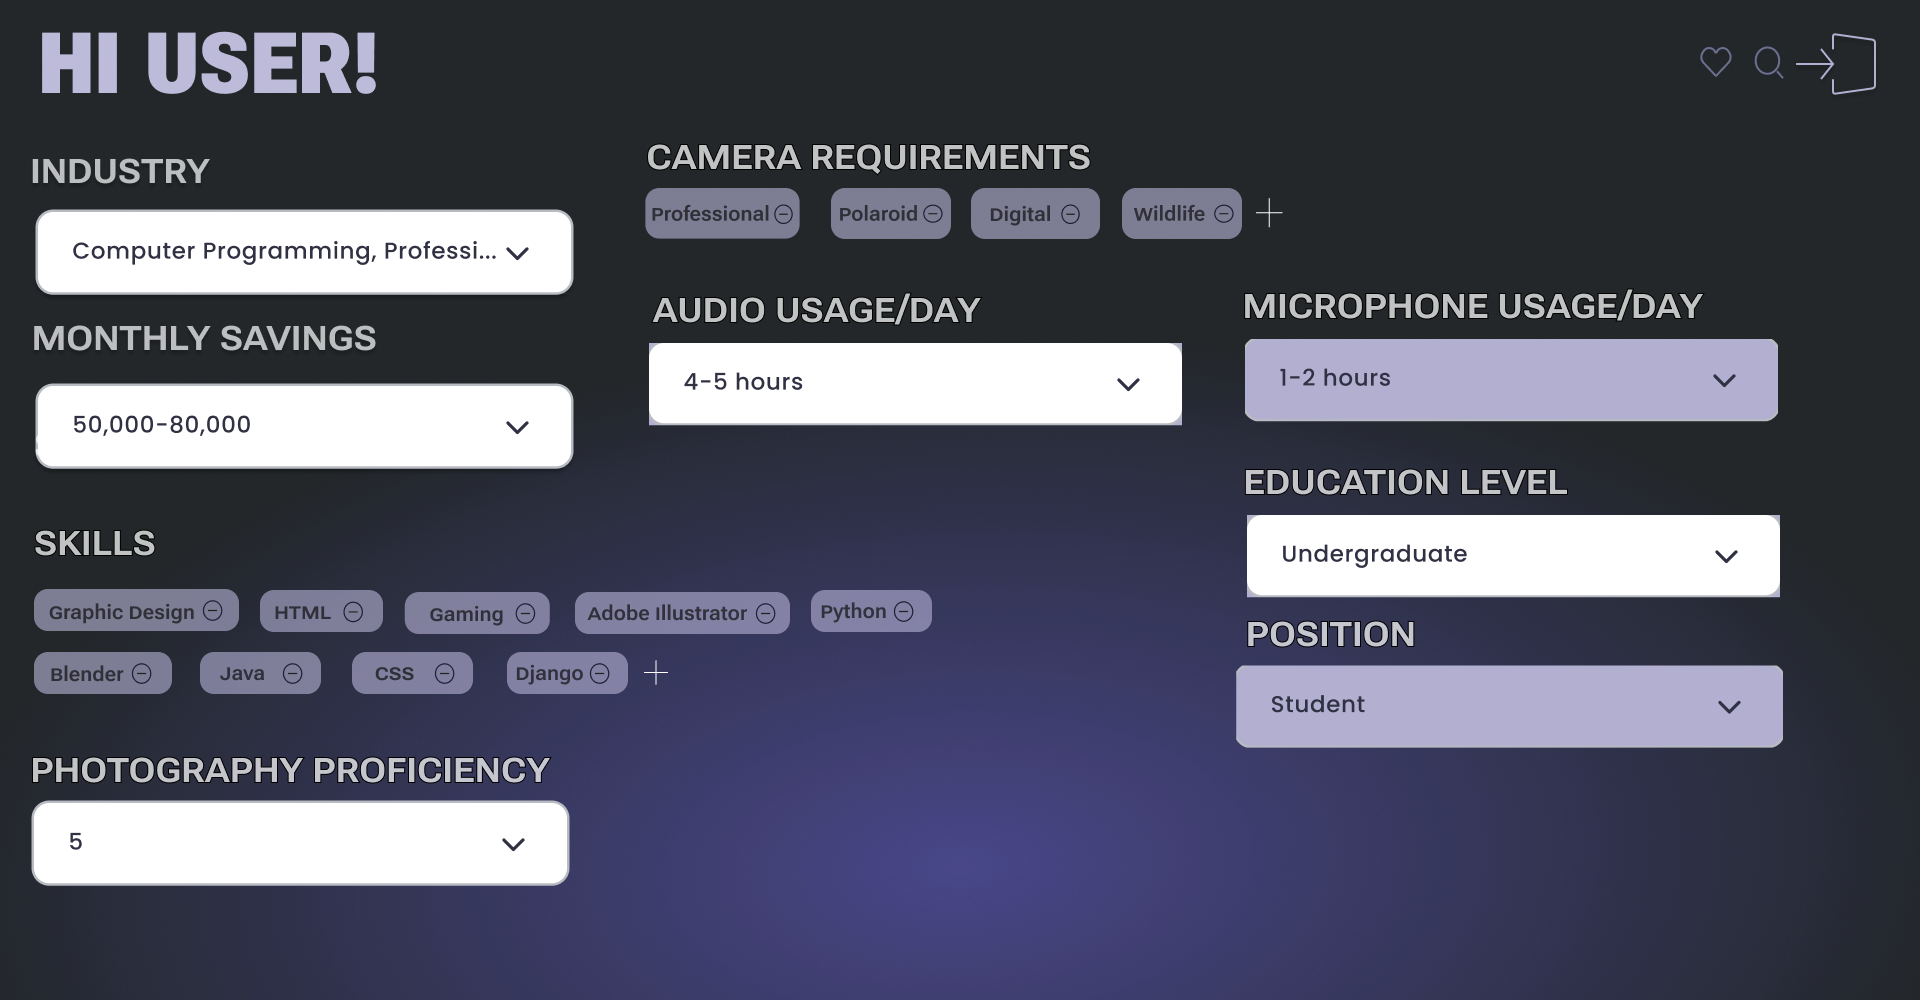 HI USER!
INDUSTRY
Computer Programming, Professi...
MONTHLY SAVINGS
50,000-80,000
CAMERA REQUIREMENTS
Professional Polaroid Digital Wildlife
AUDIO USAGE/DAY
4-5 hours
MICROPHONE USAGE/DAY
1-2 hours
EDUCATION LEVEL
Undergraduate
POSITION
Student
SKILLS
Graphic Design HTML Gaming Adobe Illustrator Python
Blender Java CSS Django
PHOTOGRAPHY PROFICIENCY
5